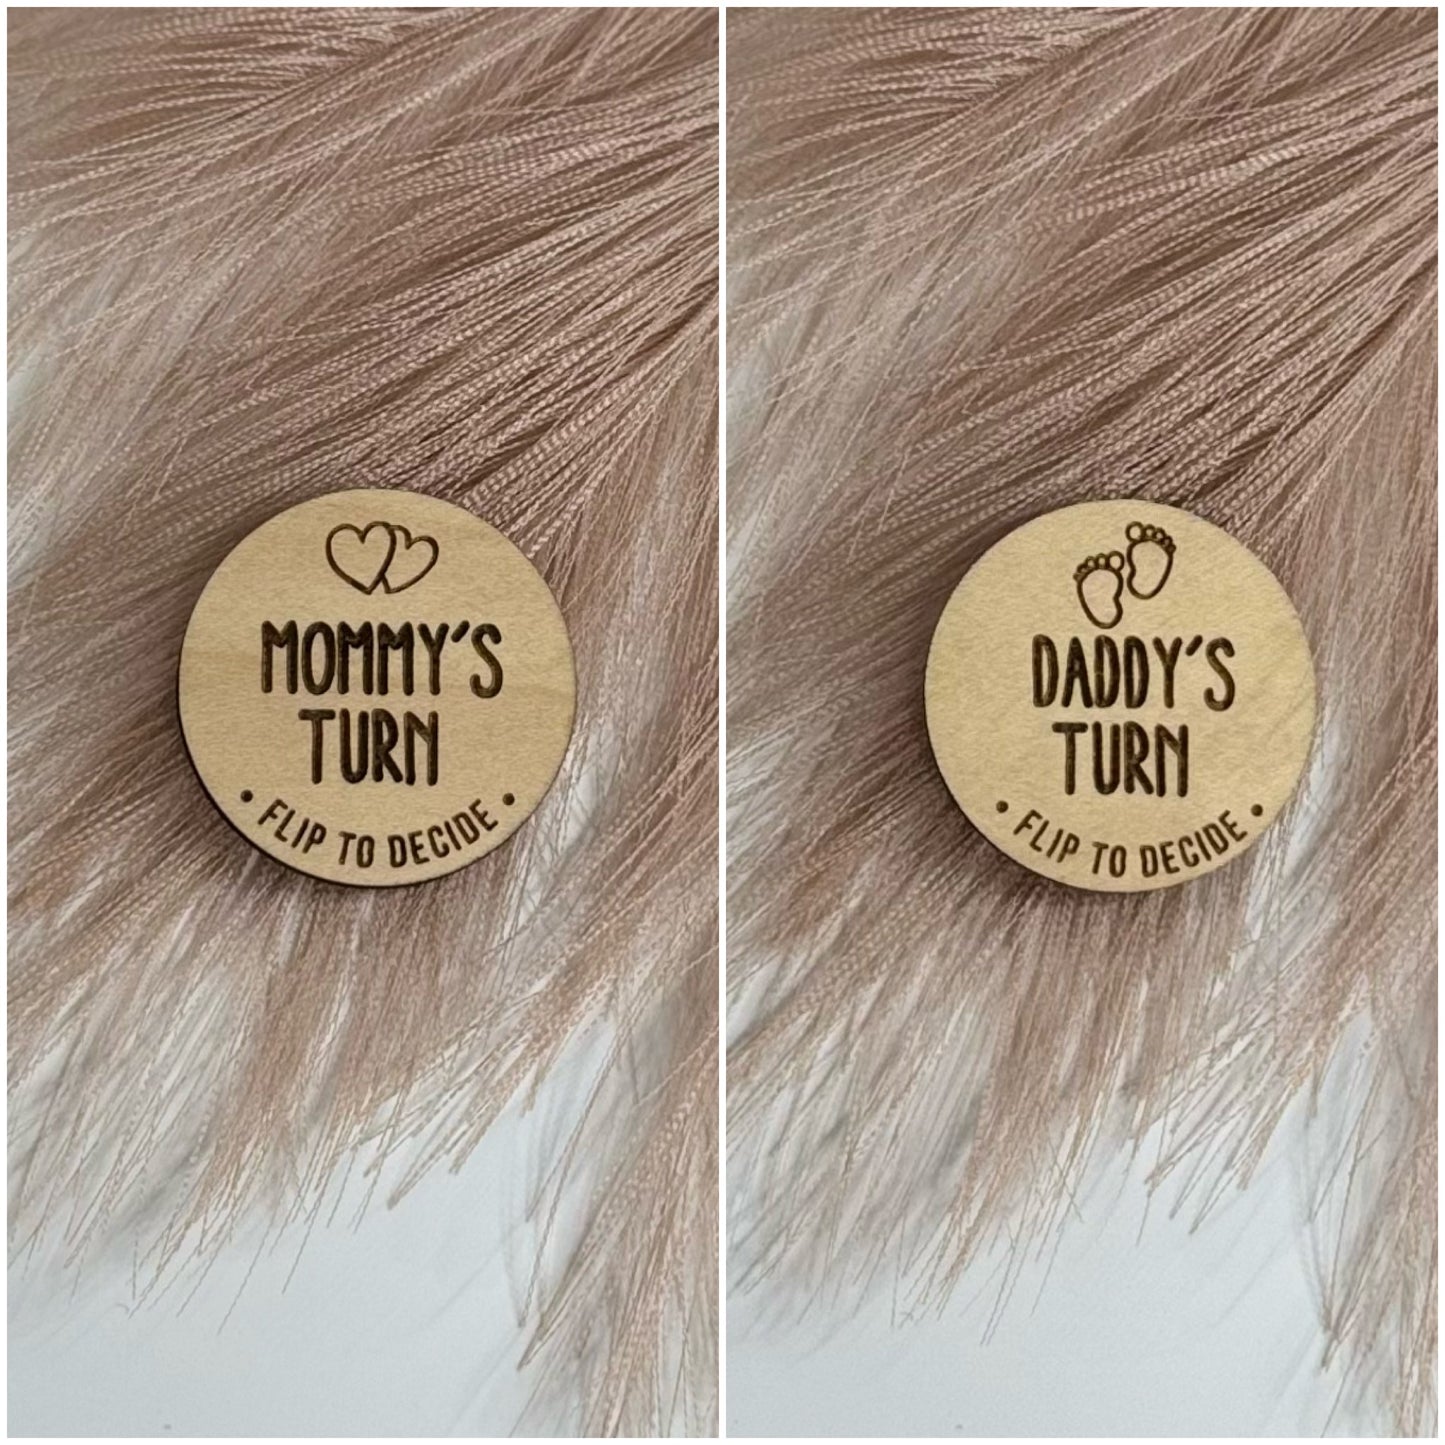 MOMMY'S
TURN
• FLIP TO DECIDE •
DADDY'S
TURN
• FLIP TO DECIDE •